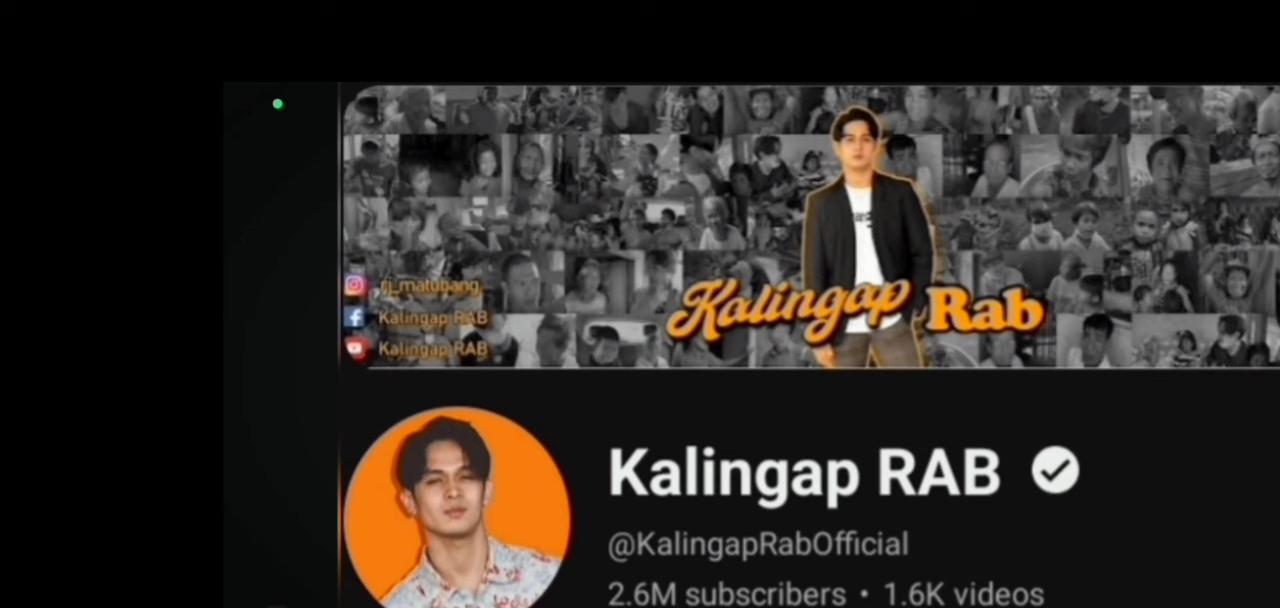 rj_matubang
Kalingap RAB
Kalingap RAB
Kalingap Rab
Kalingap RAB
@KalingapRabOfficial
2.6M subscribers • 1.6K videos